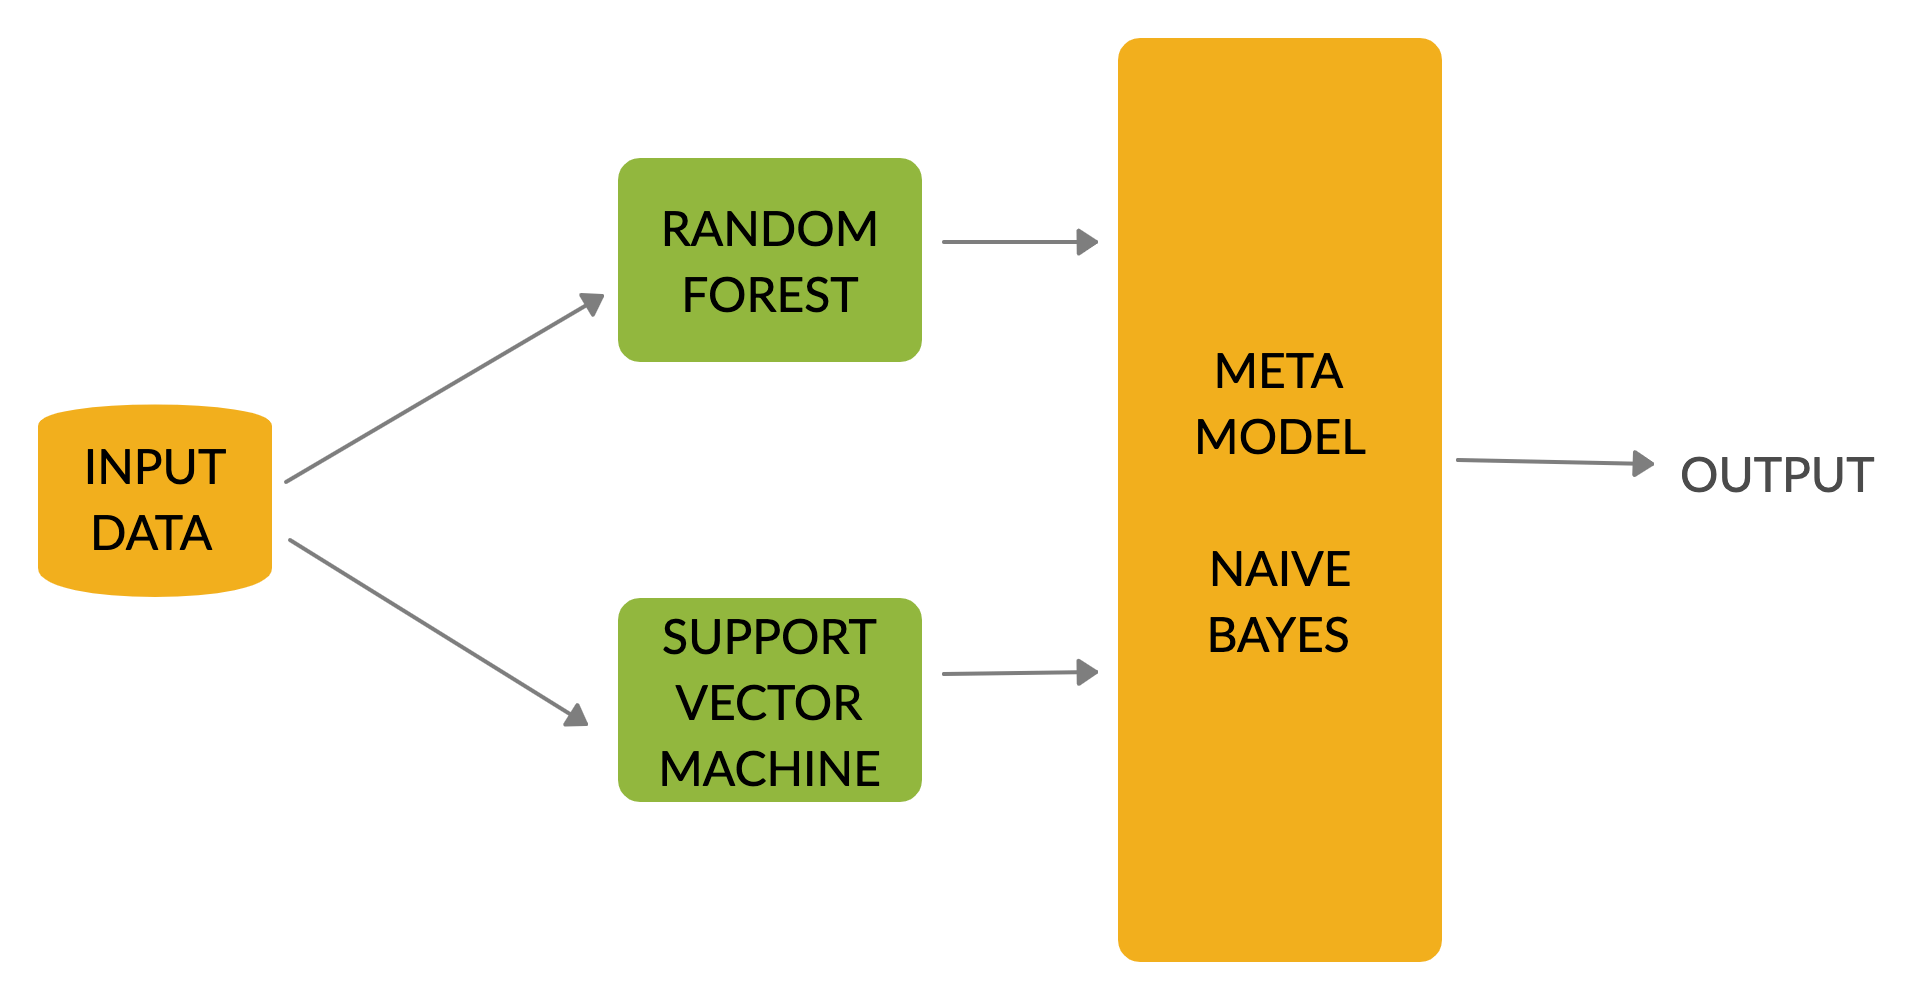 INPUT
DATA
RANDOM
FOREST
SUPPORT
VECTOR
MACHINE
META
MODEL
NAIVE
BAYES
OUTPUT